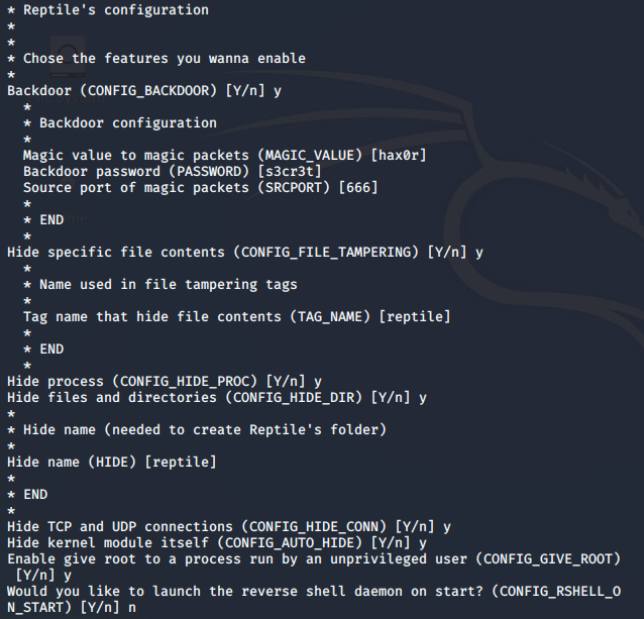 * Reptile's configuration
*
*
* Chose the features you wanna enable
*
Backdoor (CONFIG_BACKDOOR) [Y/n] y
*
* Backdoor configuration
*
Magic value to magic packets (MAGIC_VALUE) [hax0r]
Backdoor password (PASSWORD) [s3cr3t]
Source port of magic packets (SRCPORT) [666]
*
* END
*
Hide specific file contents (CONFIG_FILE_TAMPERING) [Y/n] y
*
* Name used in file tampering tags
*
Tag name that hide file contents (TAG_NAME) [reptile]
*
* END
*
Hide process (CONFIG_HIDE_PROC) [Y/n] y
Hide files and directories (CONFIG_HIDE_DIR) [Y/n] y
*
* Hide name (needed to create Reptile's folder)
*
Hide name (HIDE) [reptile]
*
* END
*
Hide TCP and UDP connections (CONFIG_HIDE_CONN) [Y/n] y
Hide kernel module itself (CONFIG_AUTO_HIDE) [Y/n] y
Enable give root to a process run by an unprivileged user (CONFIG_GIVE_ROOT)
[Y/n] y
Would you like to launch the reverse shell daemon on start? (CONFIG_RSHELL_O
N_START) [Y/n] n